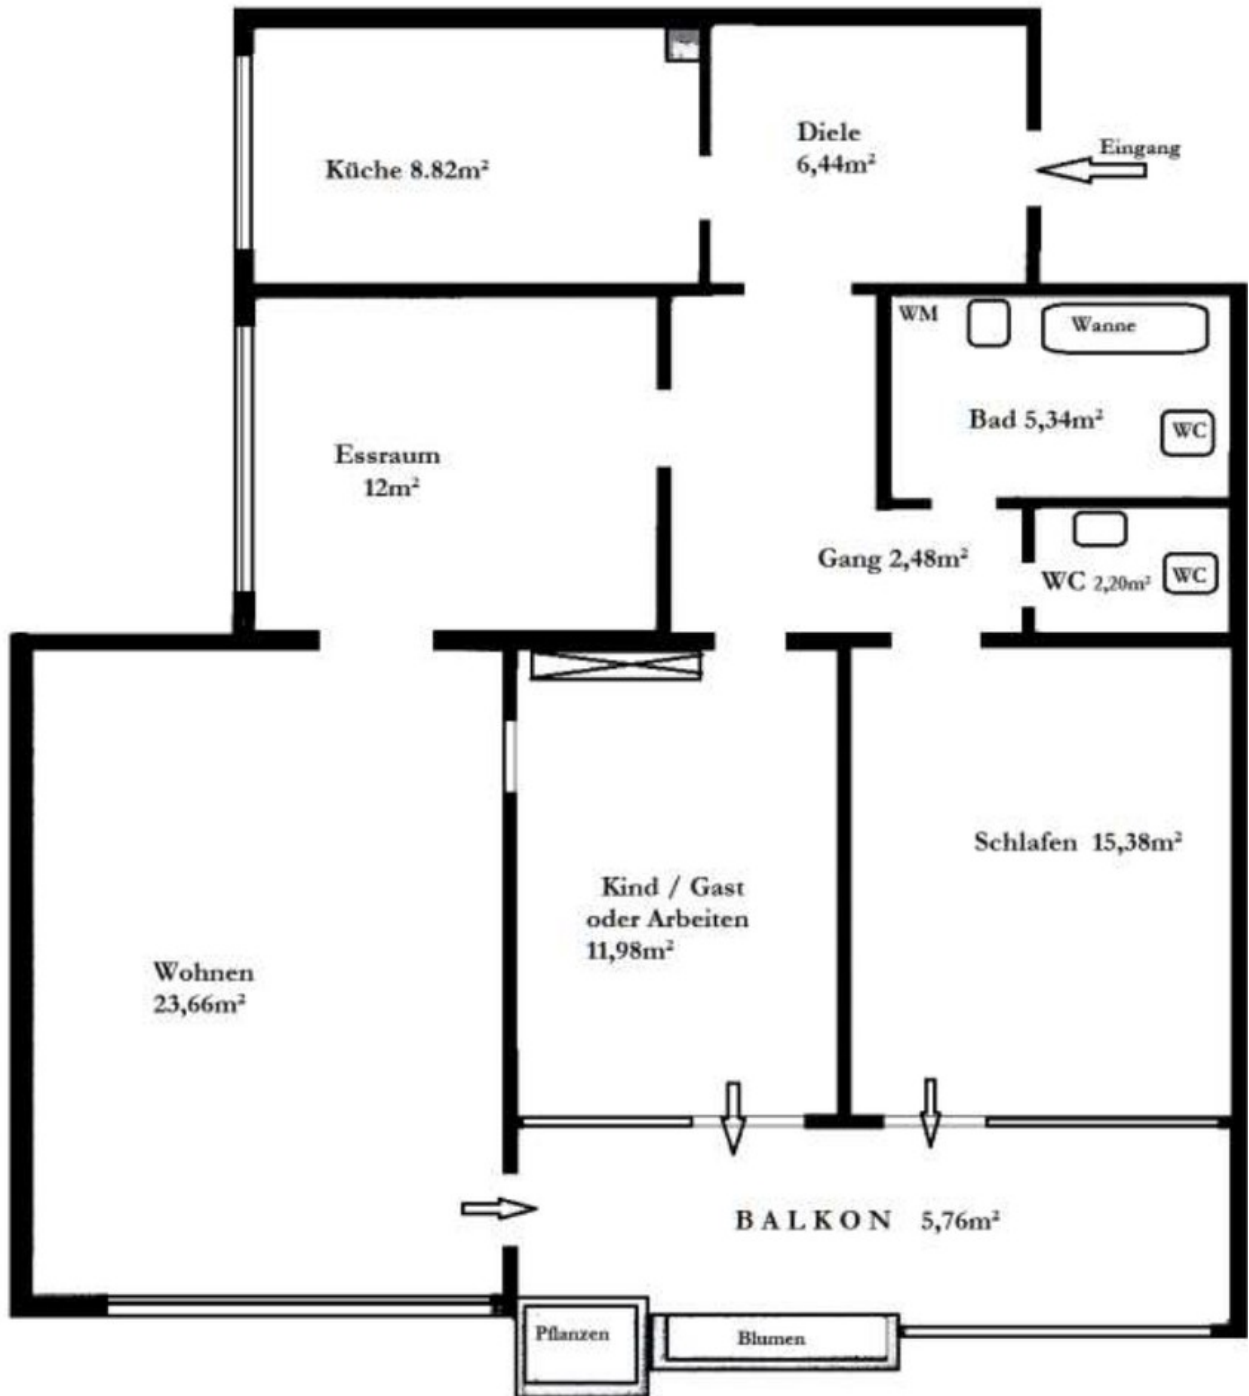 Küche 8.82m²
Diele
6,44m²
Eingang
WM
Wanne
Bad 5,34m²
WC
Essraum
12m²
Gang 2,48m²
WC 2,20m²
WC
Schlafen 15,38m²
Kind / Gast
oder Arbeiten
11,98m²
Wohnen
23,66m²
BALKON 5,76m²
Pflanzen
Blumen